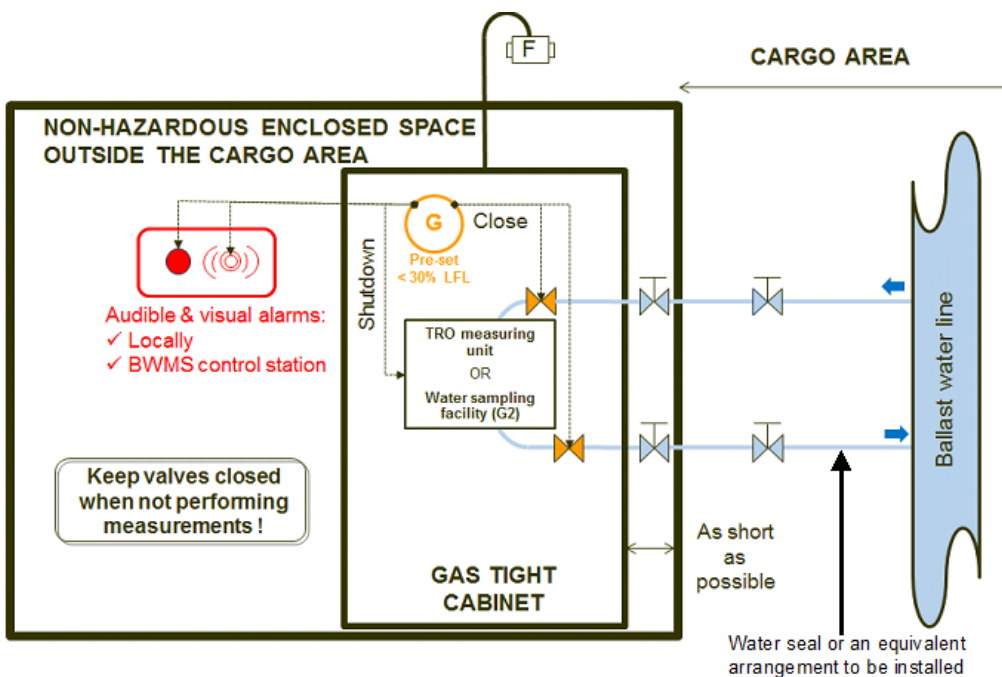 F
CARGO AREA
NON-HAZARDOUS ENCLOSED SPACE
OUTSIDE THE CARGO AREA
G
Close
Pre-set
< 30% LFL
Shutdown
Audible & visual alarms:
✓ Locally
✓ BWMS control station
TRO measuring
unit
OR
Water sampling
facility (G2)
Ballast water line
Keep valves closed
when not performing
measurements !
As short
as
possible
GAS TIGHT
CABINET
Water seal or an equivalent
arrangement to be installed